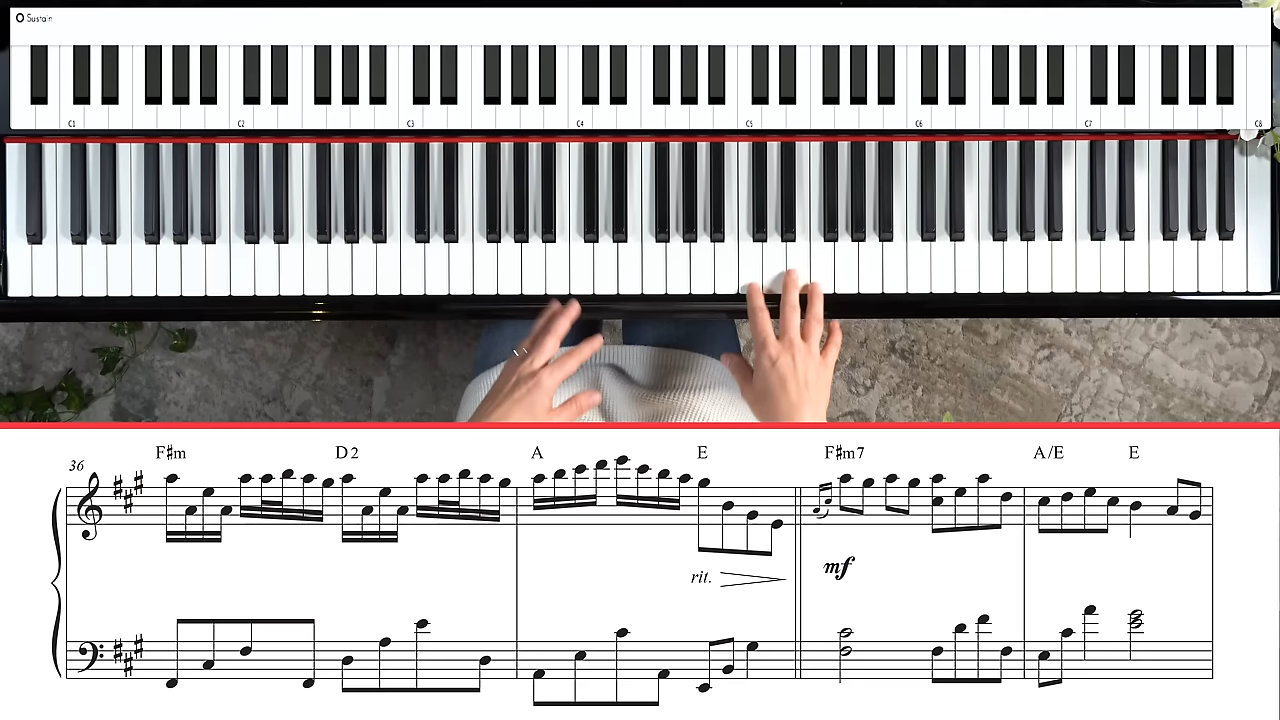 Sustain
C1 C2 C3 C4 C5 C6 C7 C8
F#m D2 A E F#m7 A/E E
36
rit.
mf